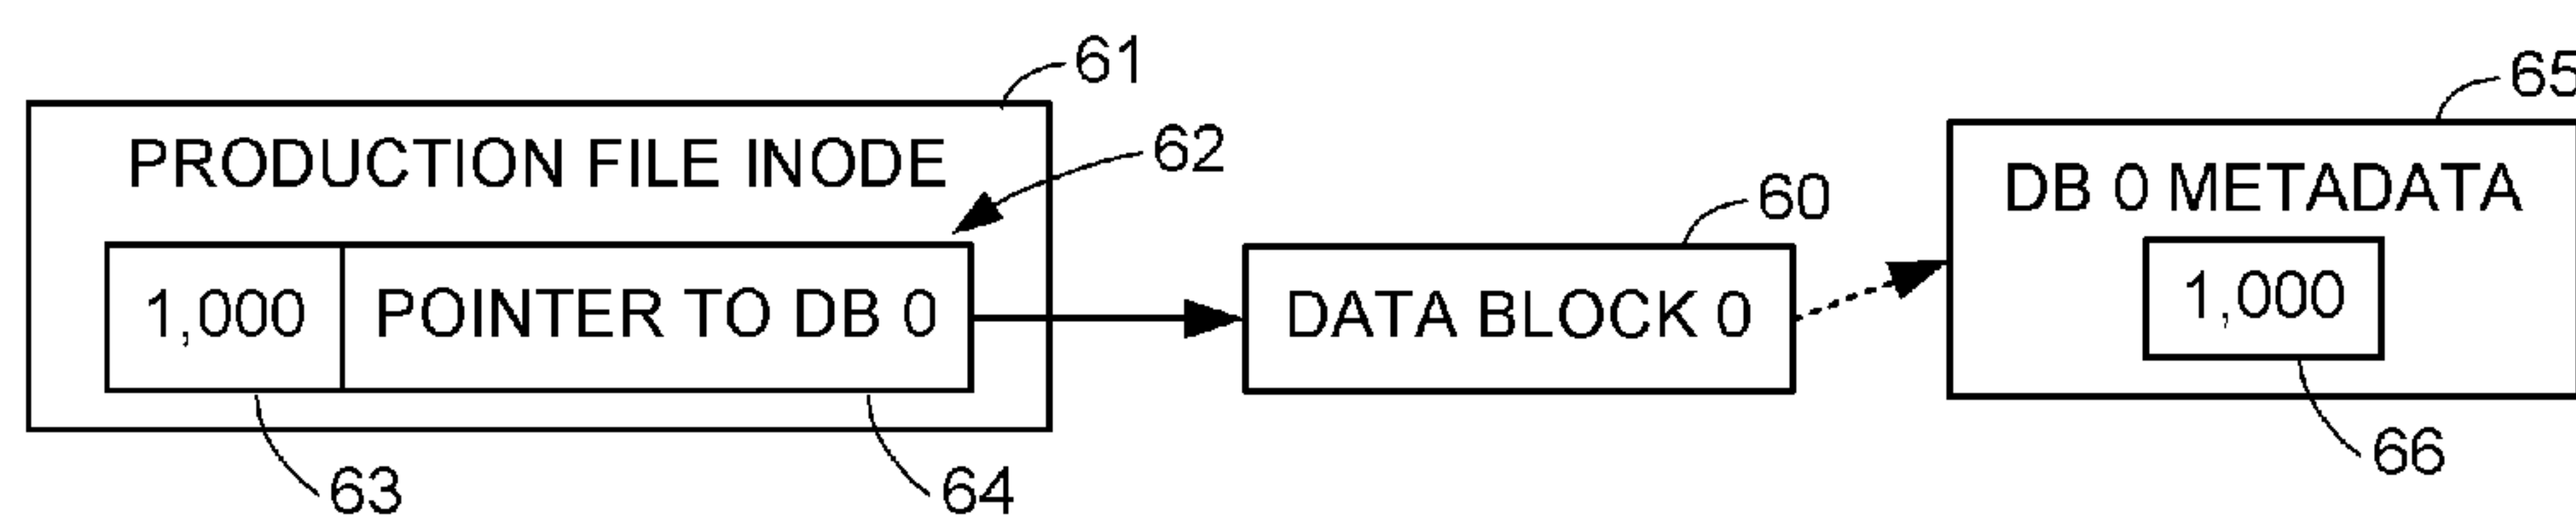 61
65
PRODUCTION FILE INODE
62
60
DB 0 METADATA
1,000
POINTER TO DB 0
DATA BLOCK 0
1,000
63
64
66